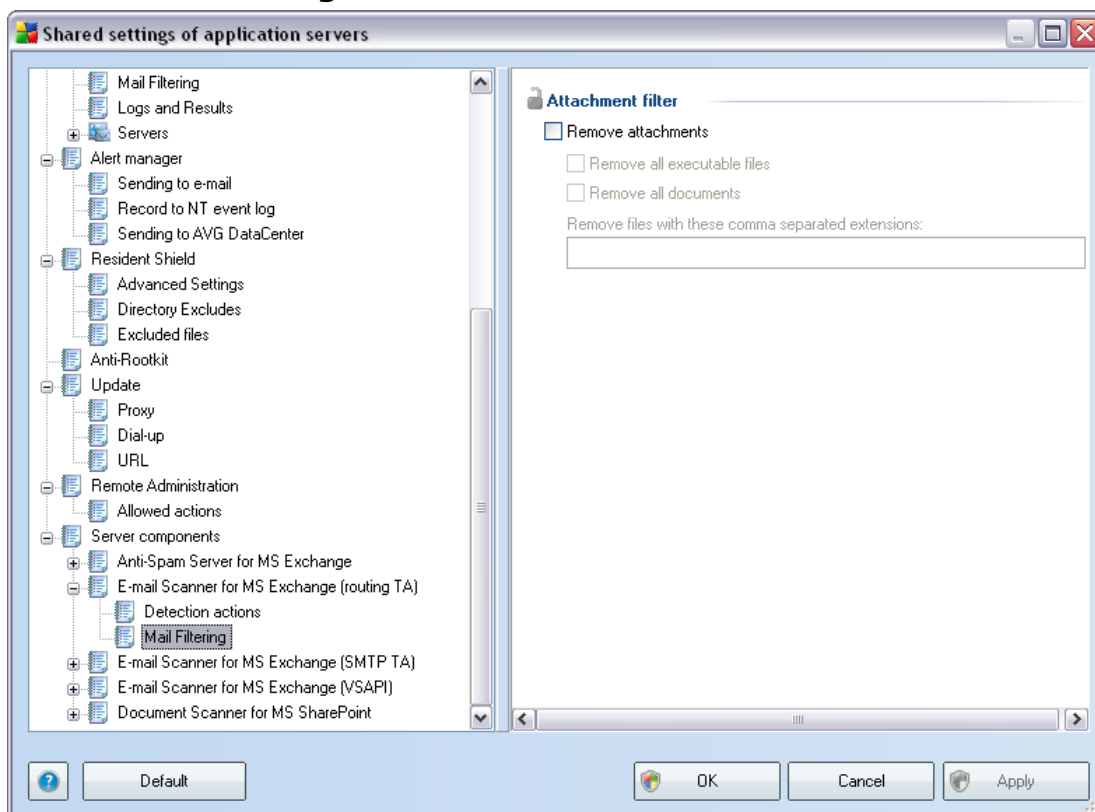 Shared settings of application servers
Mail Filtering
Logs and Results
Servers
Alert manager
Sending to e-mail
Record to NT event log
Sending to AVG DataCenter
Resident Shield
Advanced Settings
Directory Excludes
Excluded files
Anti-Rootkit
Update
Proxy
Dial-up
URL
Remote Administration
Allowed actions
Server components
Anti-Spam Server for MS Exchange
E-mail Scanner for MS Exchange (routing TA)
Detection actions
Mail Filtering
E-mail Scanner for MS Exchange (SMTP TA)
E-mail Scanner for MS Exchange (VSAPI)
Document Scanner for MS SharePoint
Attachment filter
Remove attachments
Remove all executable files
Remove all documents
Remove files with these comma separated extensions:
Default
OK
Cancel
Apply